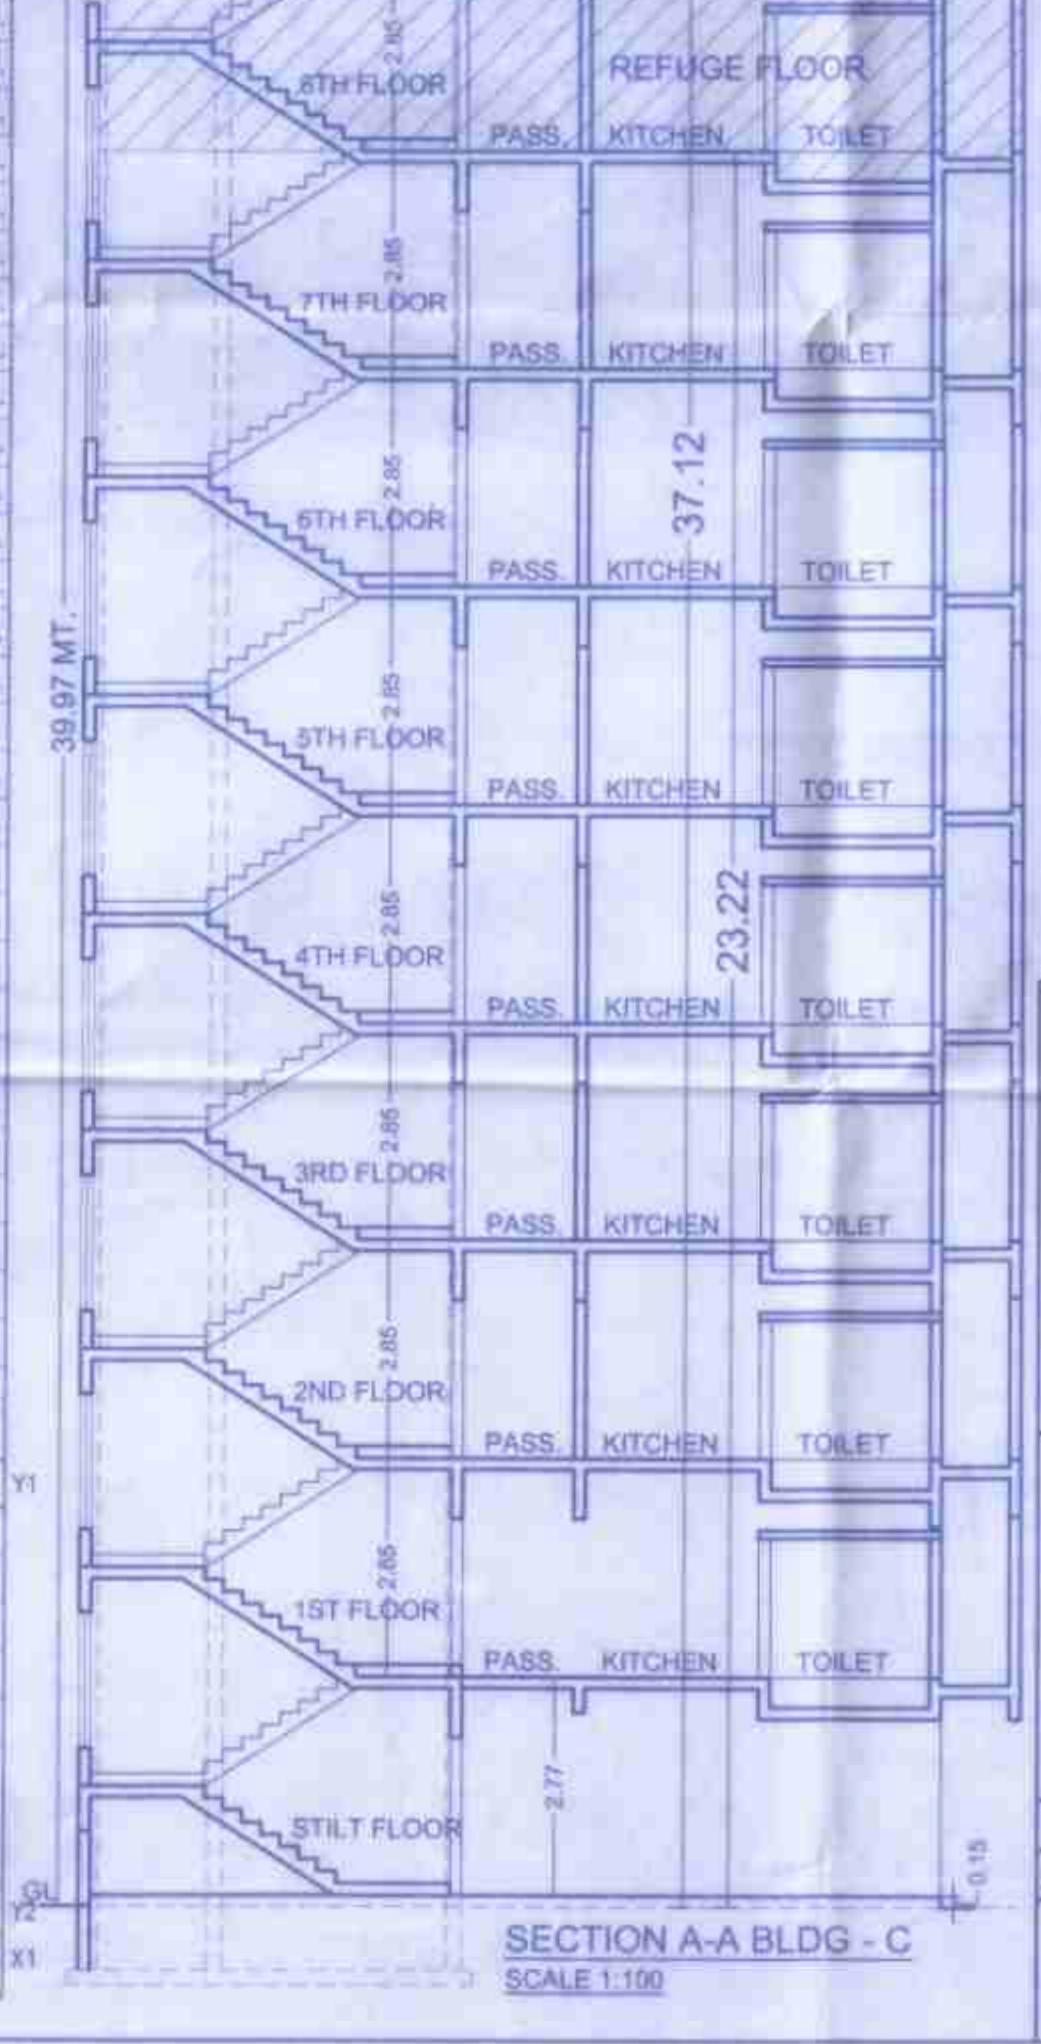 2.85
8TH FLOOR
REFUGE FLOOR
PASS. KITCHEN TOILET
2.85
7TH FLOOR
PASS. KITCHEN TOILET
37.12
2.85
6TH FLOOR
PASS. KITCHEN TOILET
39.97 MT.
2.85
5TH FLOOR
PASS. KITCHEN TOILET
23.22
2.85
4TH FLOOR
PASS. KITCHEN TOILET
2.85
3RD FLOOR
PASS. KITCHEN TOILET
2.85
2ND FLOOR
PASS. KITCHEN TOILET
Y1
2.85
1ST FLOOR
PASS. KITCHEN TOILET
2.77
STILT FLOOR
0.15
GL
Y2
X1
SECTION A-A BLDG - C
SCALE 1:100